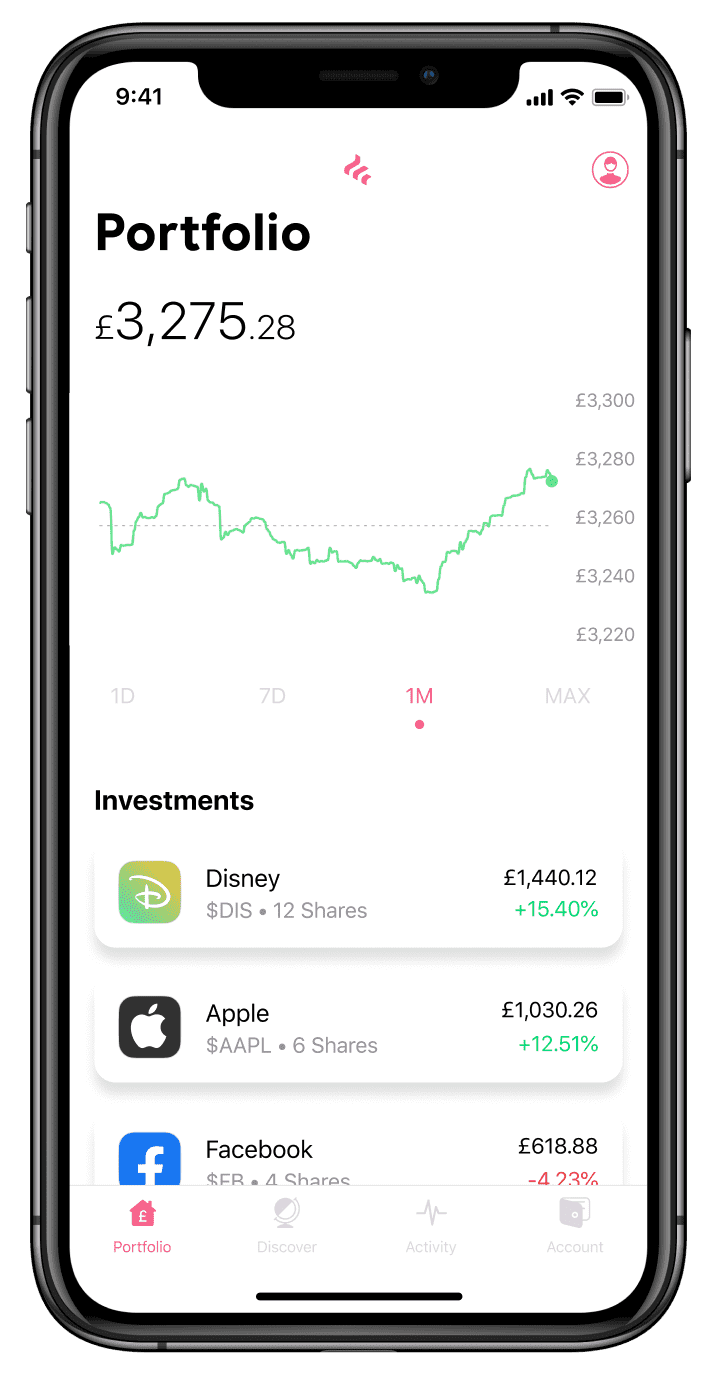 9:41
Portfolio
£3,275.28
£3,300
£3,280
£3,260
£3,240
£3,220
1D 7D 1M MAX
Investments
Disney £1,440.12
$DIS • 12 Shares +15.40%
Apple £1,030.26
$AAPL • 6 Shares +12.51%
Facebook £618.88
$FB • 4 Shares -4.23%
£
Portfolio Discover Activity Account